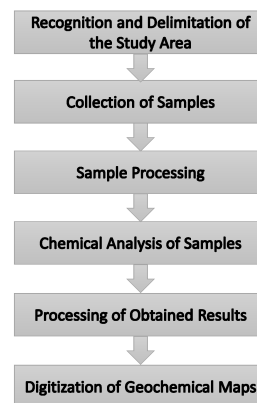 Recognition and Delimitation of
the Study Area
Collection of Samples
Sample Processing
Chemical Analysis of Samples
Processing of Obtained Results
Digitization of Geochemical Maps